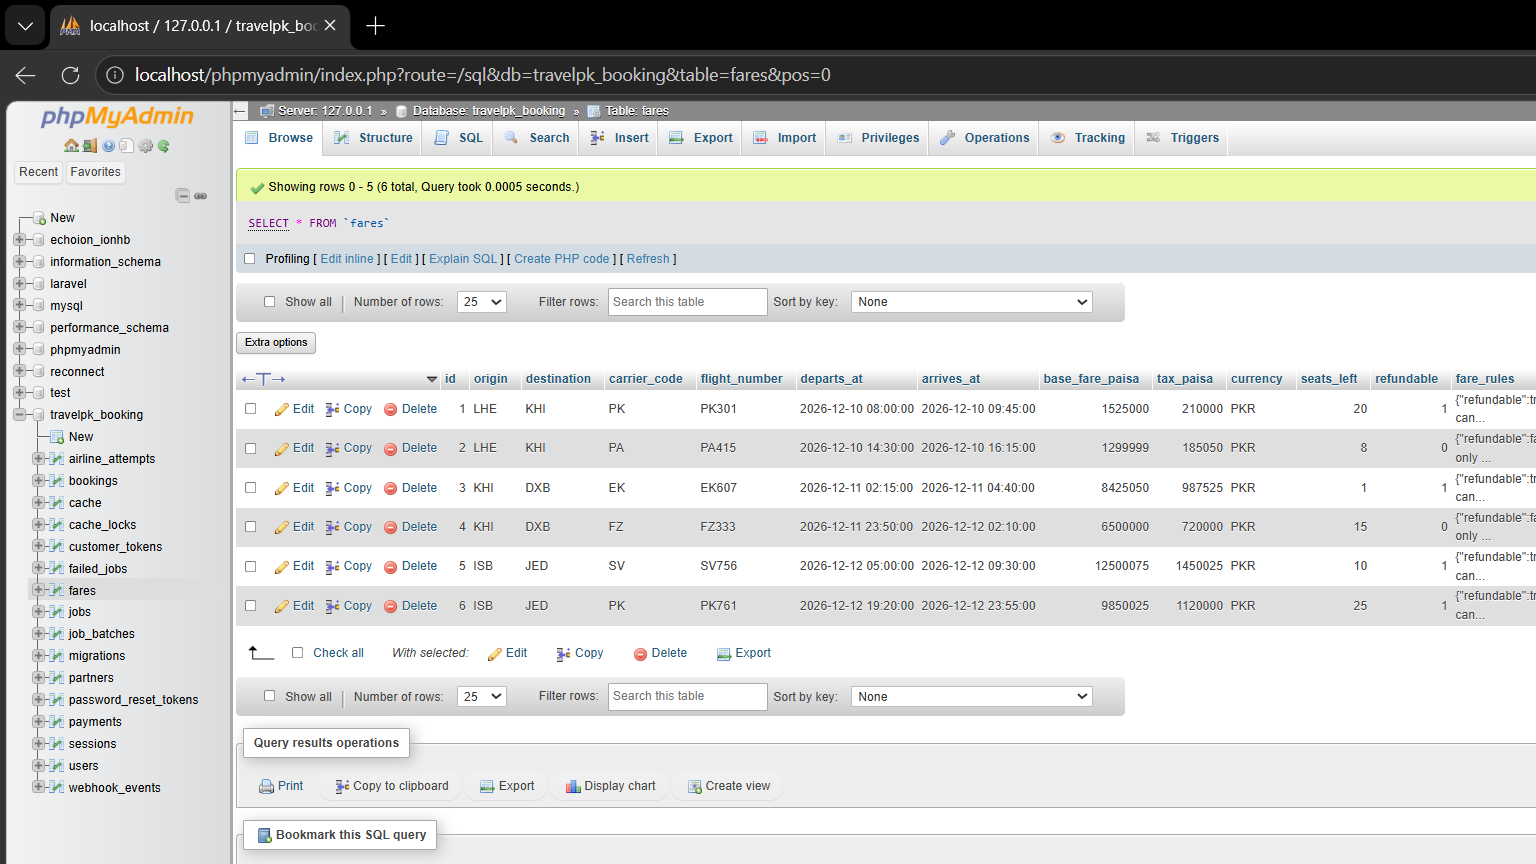 localhost / 127.0.0.1 / travelpk_boo
localhost/phpmyadmin/index.php?route=/sql&db=travelpk_booking&table=fares&pos=0
phpMyAdmin
Recent Favorites
New
echoion_ionhb
information_schema
laravel
mysql
performance_schema
phpmyadmin
reconnect
test
travelpk_booking
New
airline_attempts
bookings
cache
cache_locks
customer_tokens
failed_jobs
fares
jobs
job_batches
migrations
partners
password_reset_tokens
payments
sessions
users
webhook_events
Server: 127.0.0.1 » Database: travelpk_booking » Table: fares
Browse Structure SQL Search Insert Export Import Privileges Operations Tracking Triggers
Showing rows 0 - 5 (6 total, Query took 0.0005 seconds.)
SELECT * FROM `fares`
Profiling [ Edit inline ] [ Edit ] [ Explain SQL ] [ Create PHP code ] [ Refresh ]
Show all Number of rows: 25 Filter rows: Search this table Sort by key: None
Extra options
id origin destination carrier_code flight_number departs_at arrives_at base_fare_paisa tax_paisa currency seats_left refundable fare_rules
Edit Copy Delete 1 LHE KHI PK PK301 2026-12-10 08:00:00 2026-12-10 09:45:00 1525000 210000 PKR 20 1 {"refundable":tr
can...
Edit Copy Delete 2 LHE KHI PA PA415 2026-12-10 14:30:00 2026-12-10 16:15:00 1299999 185050 PKR 8 0 {"refundable":fa
only ...
Edit Copy Delete 3 KHI DXB EK EK607 2026-12-11 02:15:00 2026-12-11 04:40:00 8425050 987525 PKR 1 1 {"refundable":tr
can...
Edit Copy Delete 4 KHI DXB FZ FZ333 2026-12-11 23:50:00 2026-12-12 02:10:00 6500000 720000 PKR 15 0 {"refundable":fa
only ...
Edit Copy Delete 5 ISB JED SV SV756 2026-12-12 05:00:00 2026-12-12 09:30:00 12500075 1450025 PKR 10 1 {"refundable":tr
can...
Edit Copy Delete 6 ISB JED PK PK761 2026-12-12 19:20:00 2026-12-12 23:55:00 9850025 1120000 PKR 25 1 {"refundable":tr
can...
Check all With selected: Edit Copy Delete Export
Show all Number of rows: 25 Filter rows: Search this table Sort by key: None
Query results operations
Print Copy to clipboard Export Display chart Create view
Bookmark this SQL query